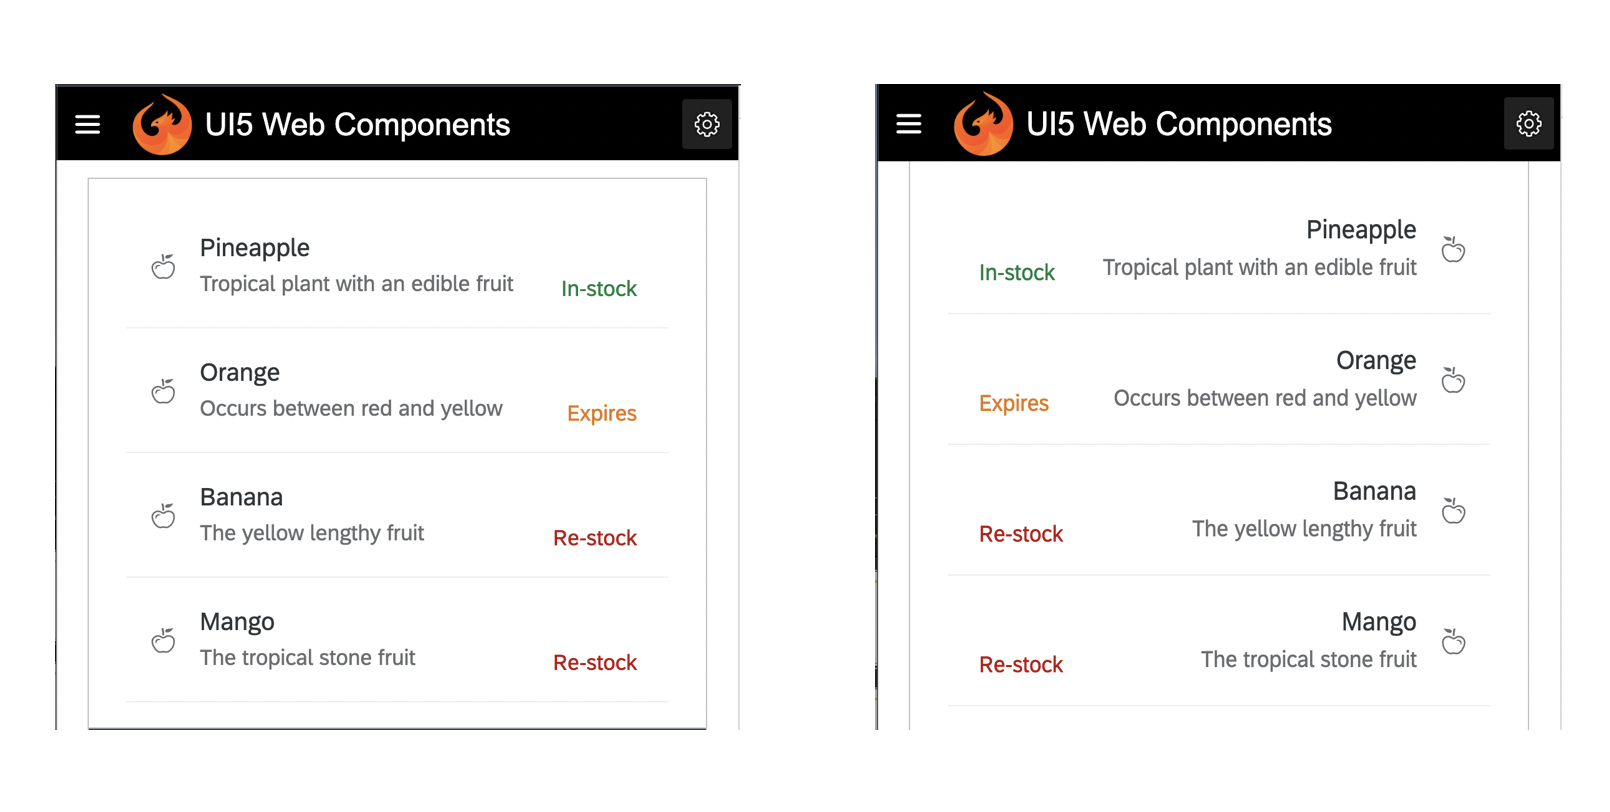 UI5 Web Components
Pineapple
Tropical plant with an edible fruit
In-stock
Orange
Occurs between red and yellow
Expires
Banana
The yellow lengthy fruit
Re-stock
Mango
The tropical stone fruit
Re-stock
UI5 Web Components
Pineapple
Tropical plant with an edible fruit
In-stock
Orange
Occurs between red and yellow
Expires
Banana
The yellow lengthy fruit
Re-stock
Mango
The tropical stone fruit
Re-stock